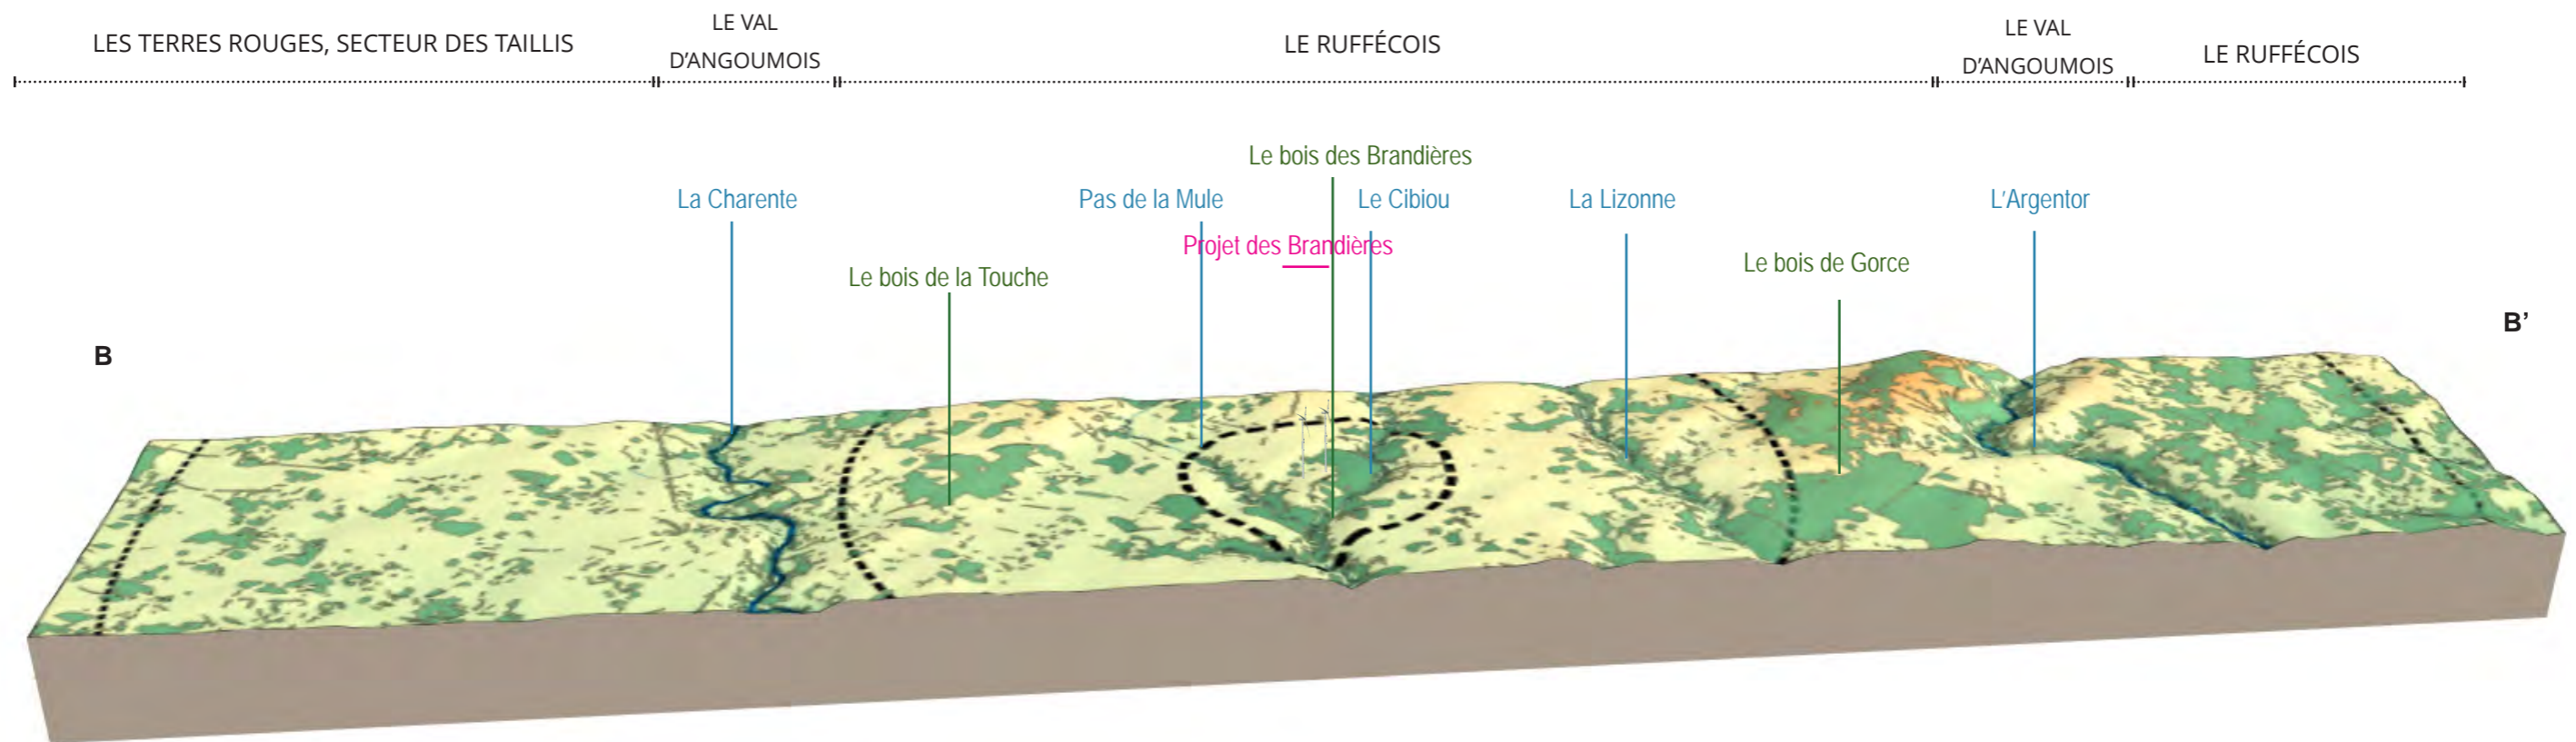 LES TERRES ROUGES, SECTEUR DES TAILLIS
LE VAL
D’ANGOUMOIS
LE RUFFÉCOIS
LE VAL
D’ANGOUMOIS
LE RUFFÉCOIS
Le bois des Brandières
La Charente
Pas de la Mule
Le Cibiou
La Lizonne
L’Argentor
Projet des Brandières
Le bois de la Touche
Le bois de Gorce
B
B’